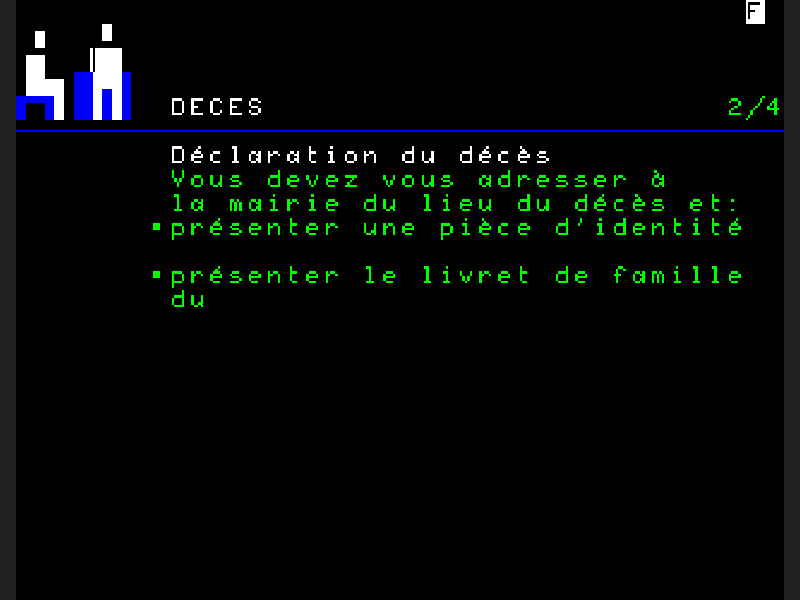 F
DECES 2/4
Déclaration du décès
Vous devez vous adresser à
la mairie du lieu du décès et:
présenter une pièce d'identité
présenter le livret de famille
du